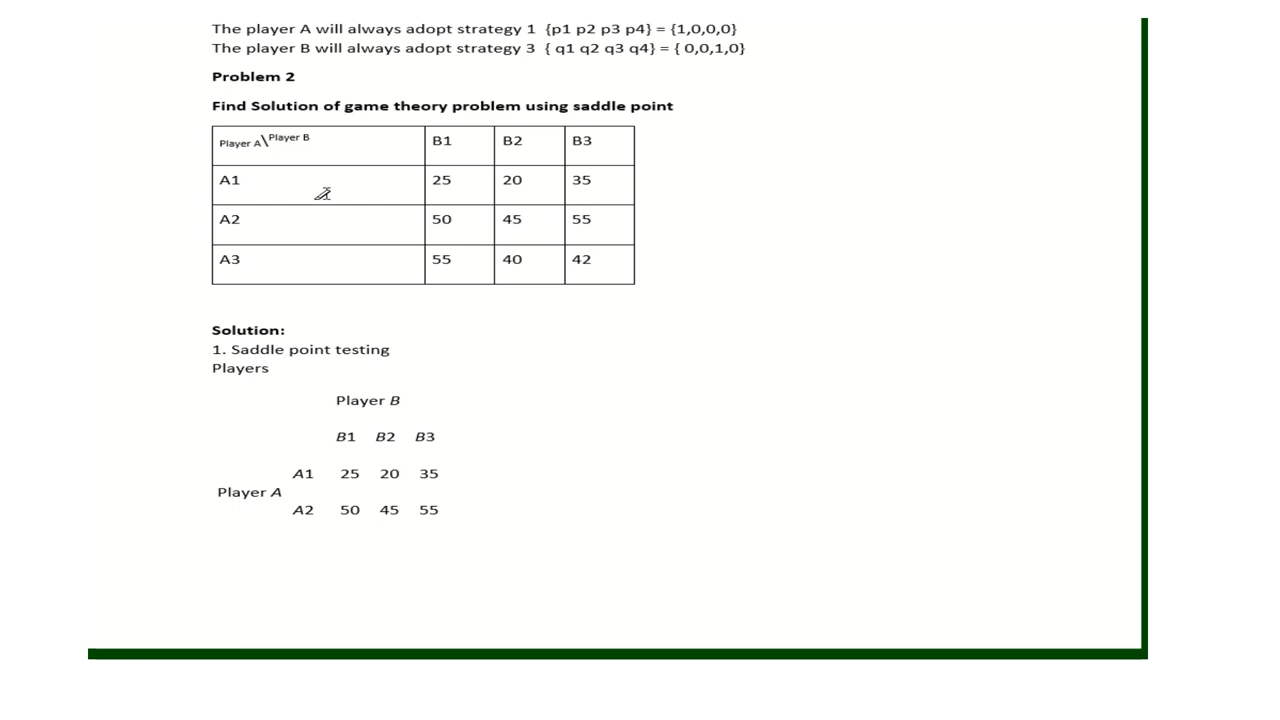 The player A will always adopt strategy 1 {p1 p2 p3 p4} = {1,0,0,0}
The player B will always adopt strategy 3 { q1 q2 q3 q4} = { 0,0,1,0}
Problem 2
Find Solution of game theory problem using saddle point
Player A\Player B B1 B2 B3
A1 25 20 35
A2 50 45 55
A3 55 40 42
Solution:
1. Saddle point testing
Players
Player B
B1 B2 B3
A1 25 20 35
Player A
A2 50 45 55